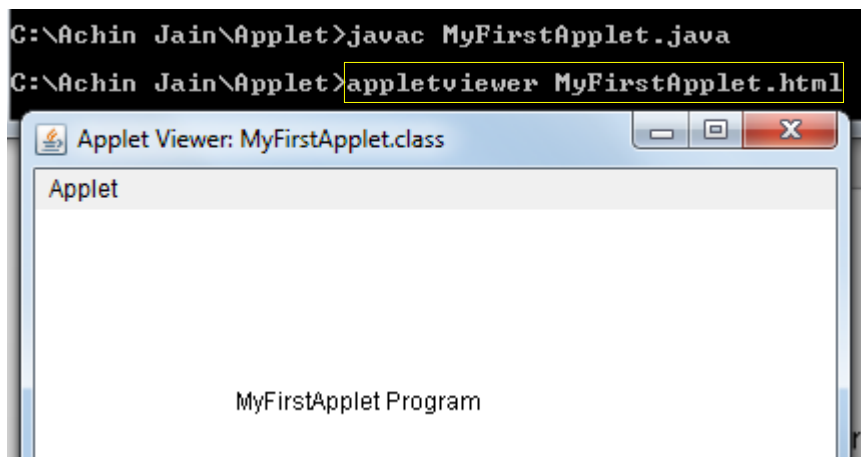 C:\Achin Jain\Applet>javac MyFirstApplet.java
C:\Achin Jain\Applet>appletviewer MyFirstApplet.html
Applet Viewer: MyFirstApplet.class
Applet
MyFirstApplet Program